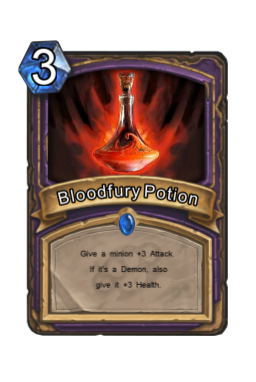 3
Bloodfury Potion
Give a minion +3 Attack.
If it's a Demon, also
give it +3 Health.